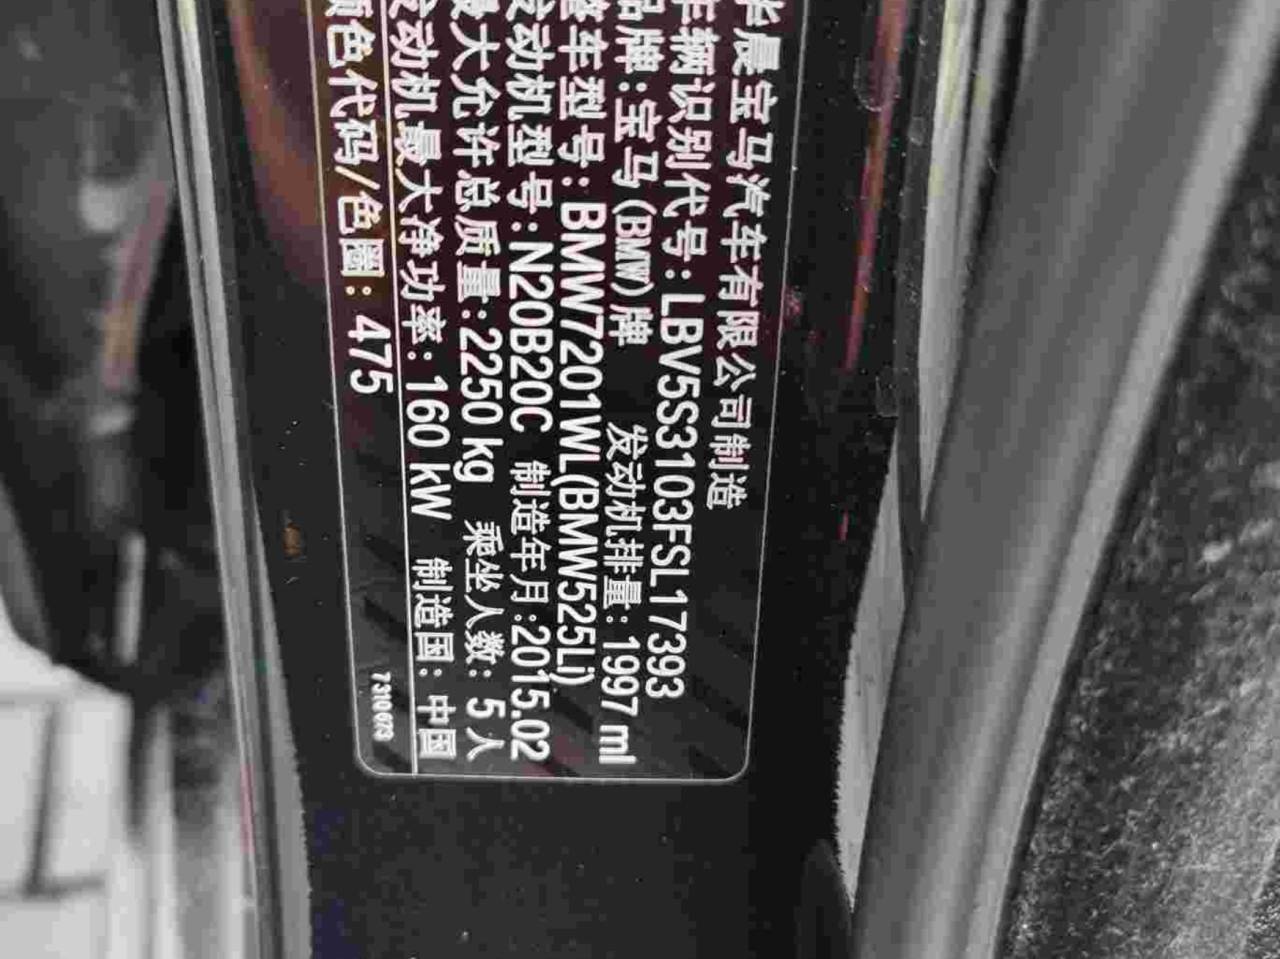 华晨宝马汽车有限公司制造
车辆识别代号:LBV5S3103FSL17393
品牌:宝马(BMW)牌 发动机排量:1997 ml
整车型号:BMW7201WL(BMW525Li)
发动机型号:N20B20C 制造年月:2015.02
最大允许总质量:2250 kg 乘坐人数:5人
发动机最大净功率:160 kW 制造国:中国
颜色代码/色圈:475
7310673